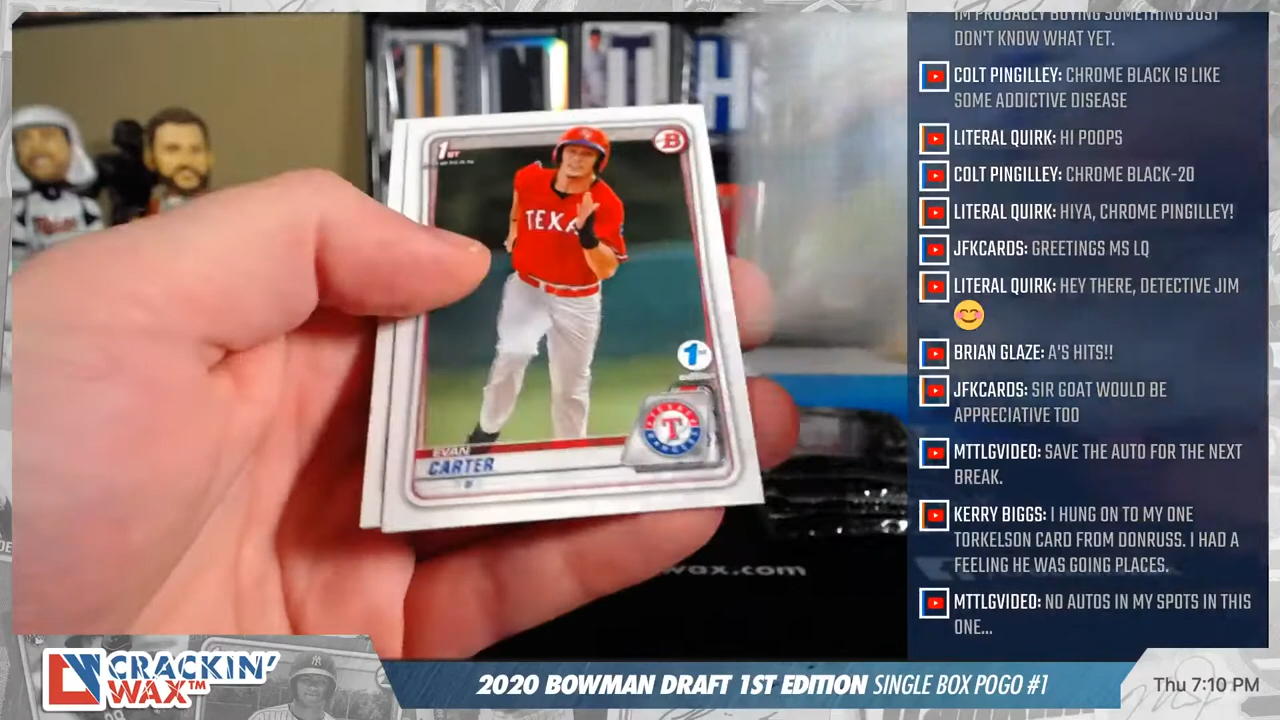 IM PROBABLY BUYING SOMETHING JUST
DON'T KNOW WHAT YET.
COLT PINGILLEY: CHROME BLACK IS LIKE
SOME ADDICTIVE DISEASE
LITERAL QUIRK: HI POOPS
COLT PINGILLEY: CHROME BLACK-20
LITERAL QUIRK: HIYA, CHROME PINGILLEY!
JFKCARDS: GREETINGS MS LQ
LITERAL QUIRK: HEY THERE, DETECTIVE JIM
BRIAN GLAZE: A'S HITS!!
JFKCARDS: SIR GOAT WOULD BE
APPRECIATIVE TOO
MTTLGVIDEO: SAVE THE AUTO FOR THE NEXT
BREAK.
KERRY BIGGS: I HUNG ON TO MY ONE
TORKELSON CARD FROM DONRUSS. I HAD A
FEELING HE WAS GOING PLACES.
MTTLGVIDEO: NO AUTOS IN MY SPOTS IN THIS
ONE...
T
H
1ST
B
TEXA
1st
T
EVAN
CARTER
wax.com
CRACKIN'
WAX™
2020 BOWMAN DRAFT 1ST EDITION SINGLE BOX POGO #1
Thu 7:10 PM